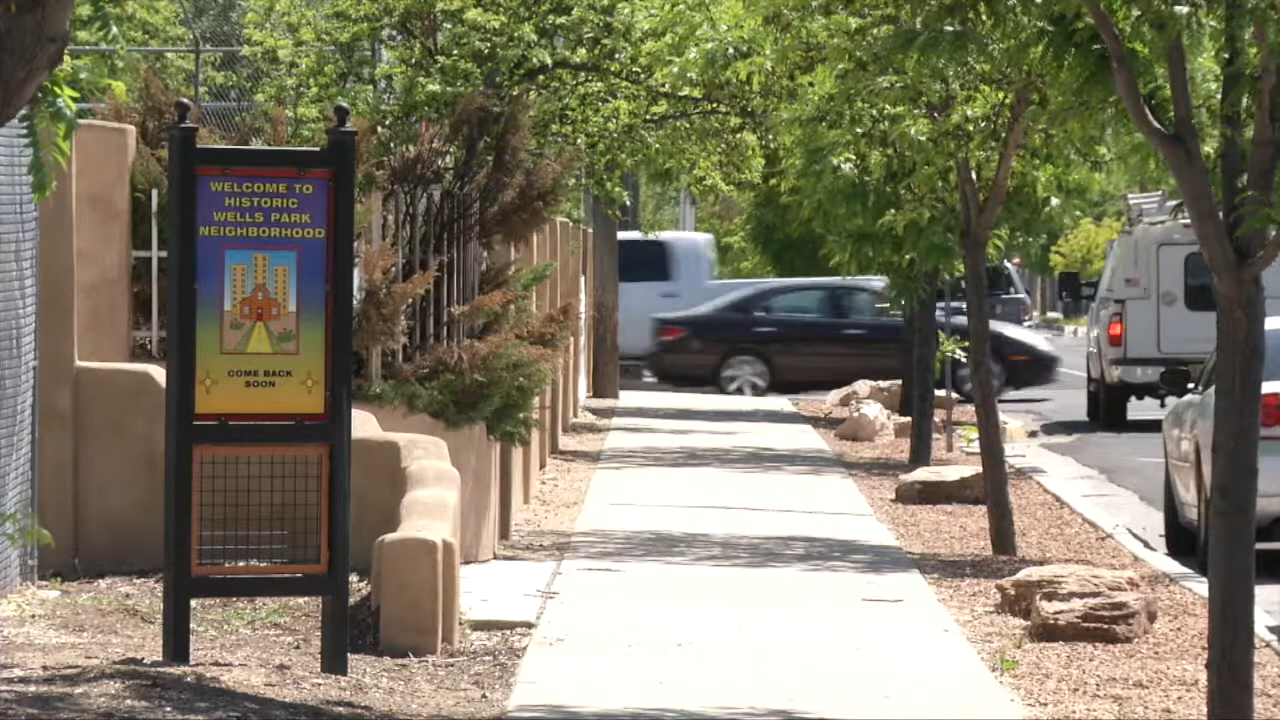 WELCOME TO
HISTORIC
WELLS PARK
NEIGHBORHOOD
COME BACK
SOON